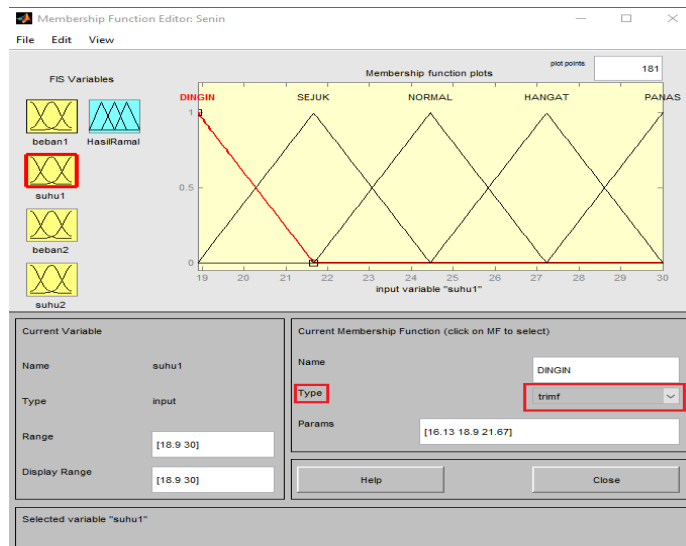 Membership Function Editor: Senin
File Edit View
FIS Variables
beban1 HasilRamal
suhu1
beban2
suhu2
Membership function plots
plot points
181
DINGIN SEJUK NORMAL HANGAT PANAS
1
0.5
0
19 20 21 22 23 24 25 26 27 28 29 30
input variable "suhu1"
Current Variable
Name suhu1
Type input
Range [18.9 30]
Display Range [18.9 30]
Current Membership Function (click on MF to select)
Name DINGIN
Type trimf
Params [16.13 18.9 21.67]
Help Close
Selected variable "suhu1"